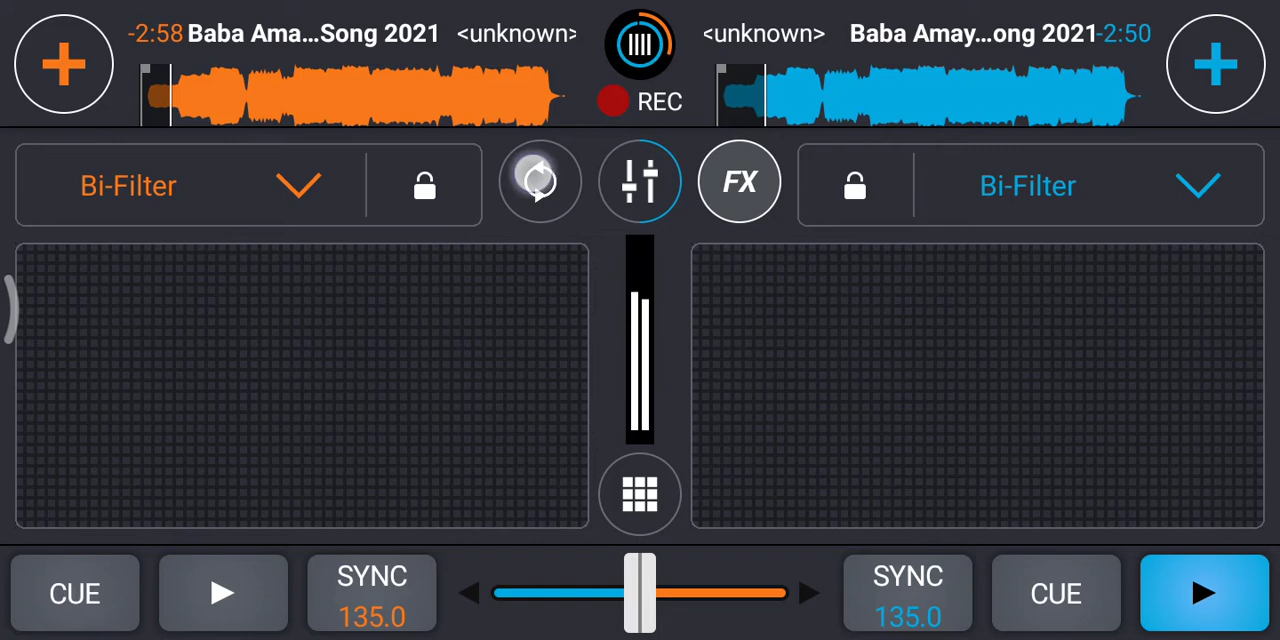 -2:58 Baba Ama...Song 2021 <unknown>
<unknown> Baba Amay...ong 2021 -2:50
REC
Bi-Filter
FX
Bi-Filter
CUE
SYNC
135.0
SYNC
135.0
CUE